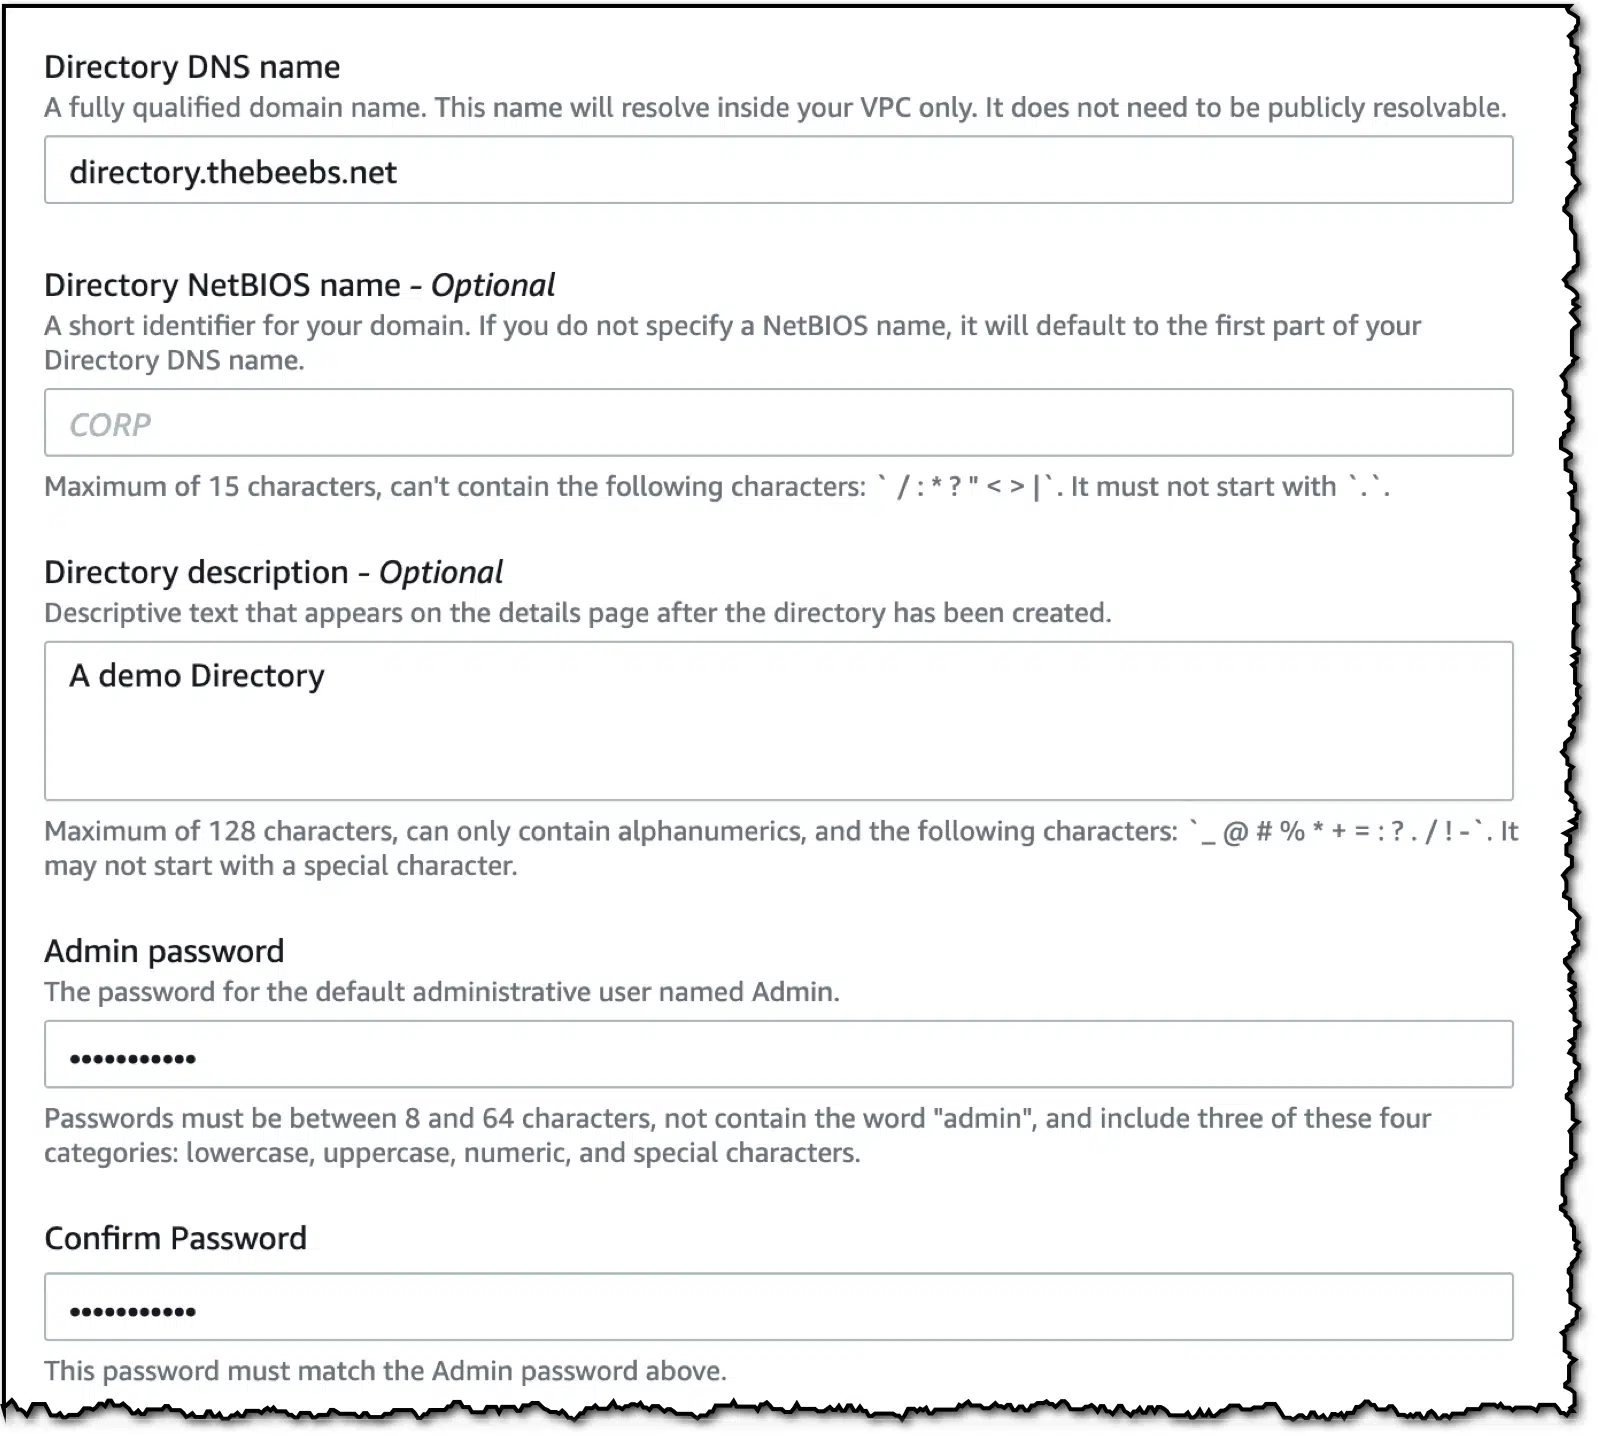 Directory DNS name
A fully qualified domain name. This name will resolve inside your VPC only. It does not need to be publicly resolvable.
directory.thebeebs.net
Directory NetBIOS name - Optional
A short identifier for your domain. If you do not specify a NetBIOS name, it will default to the first part of your
Directory DNS name.
CORP
Maximum of 15 characters, can't contain the following characters: ` / : * ? " < > |`. It must not start with `.`.
Directory description - Optional
Descriptive text that appears on the details page after the directory has been created.
A demo Directory
Maximum of 128 characters, can only contain alphanumerics, and the following characters: `_ @ # % * + = : ? . / ! -`. It
may not start with a special character.
Admin password
The password for the default administrative user named Admin.
•••••••••••
Passwords must be between 8 and 64 characters, not contain the word "admin", and include three of these four
categories: lowercase, uppercase, numeric, and special characters.
Confirm Password
•••••••••••
This password must match the Admin password above.